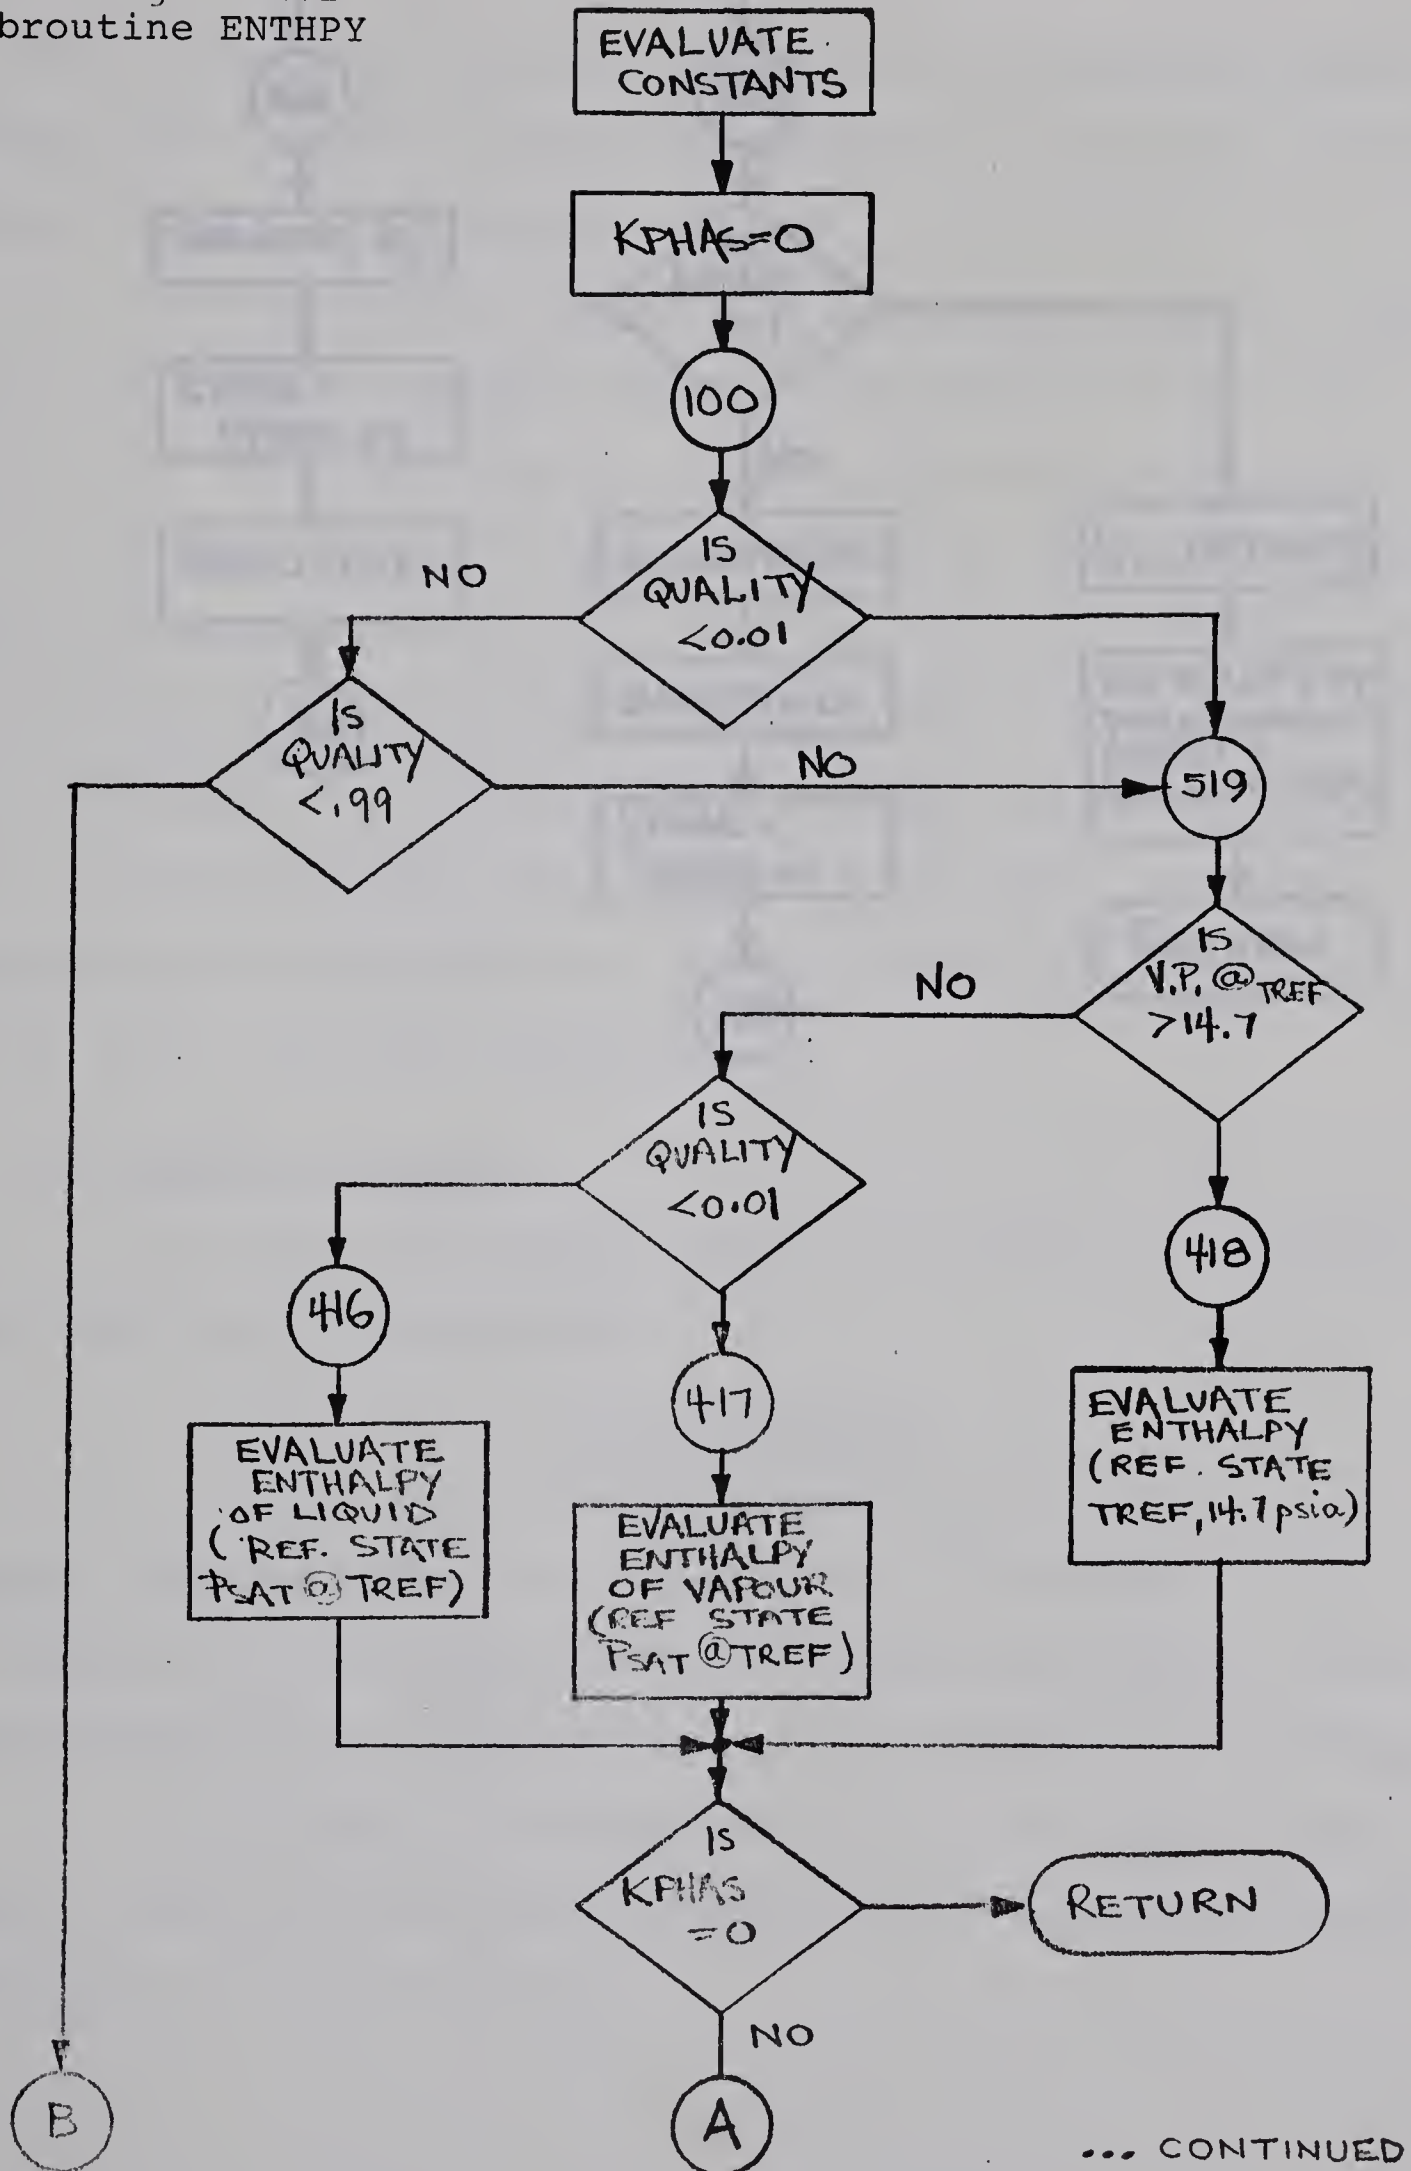 broutine ENTHPY
EVALUATE
CONSTANTS
KPHAS=0
100
IS
QUALITY
<0.01
NO
IS
QUALITY
<.99
NO
519
IS
V.P. @ TREF
>14.7
NO
IS
QUALITY
<0.01
418
416
417
EVALUATE
ENTHALPY
(REF. STATE
TREF, 14.7 psia)
EVALUATE
ENTHALPY
OF LIQUID
(REF. STATE
PSAT @ TREF)
EVALUATE
ENTHALPY
OF VAPOUR
(REF STATE
PSAT @ TREF)
IS
KPHAS
=0
RETURN
NO
B
A
... CONTINUED